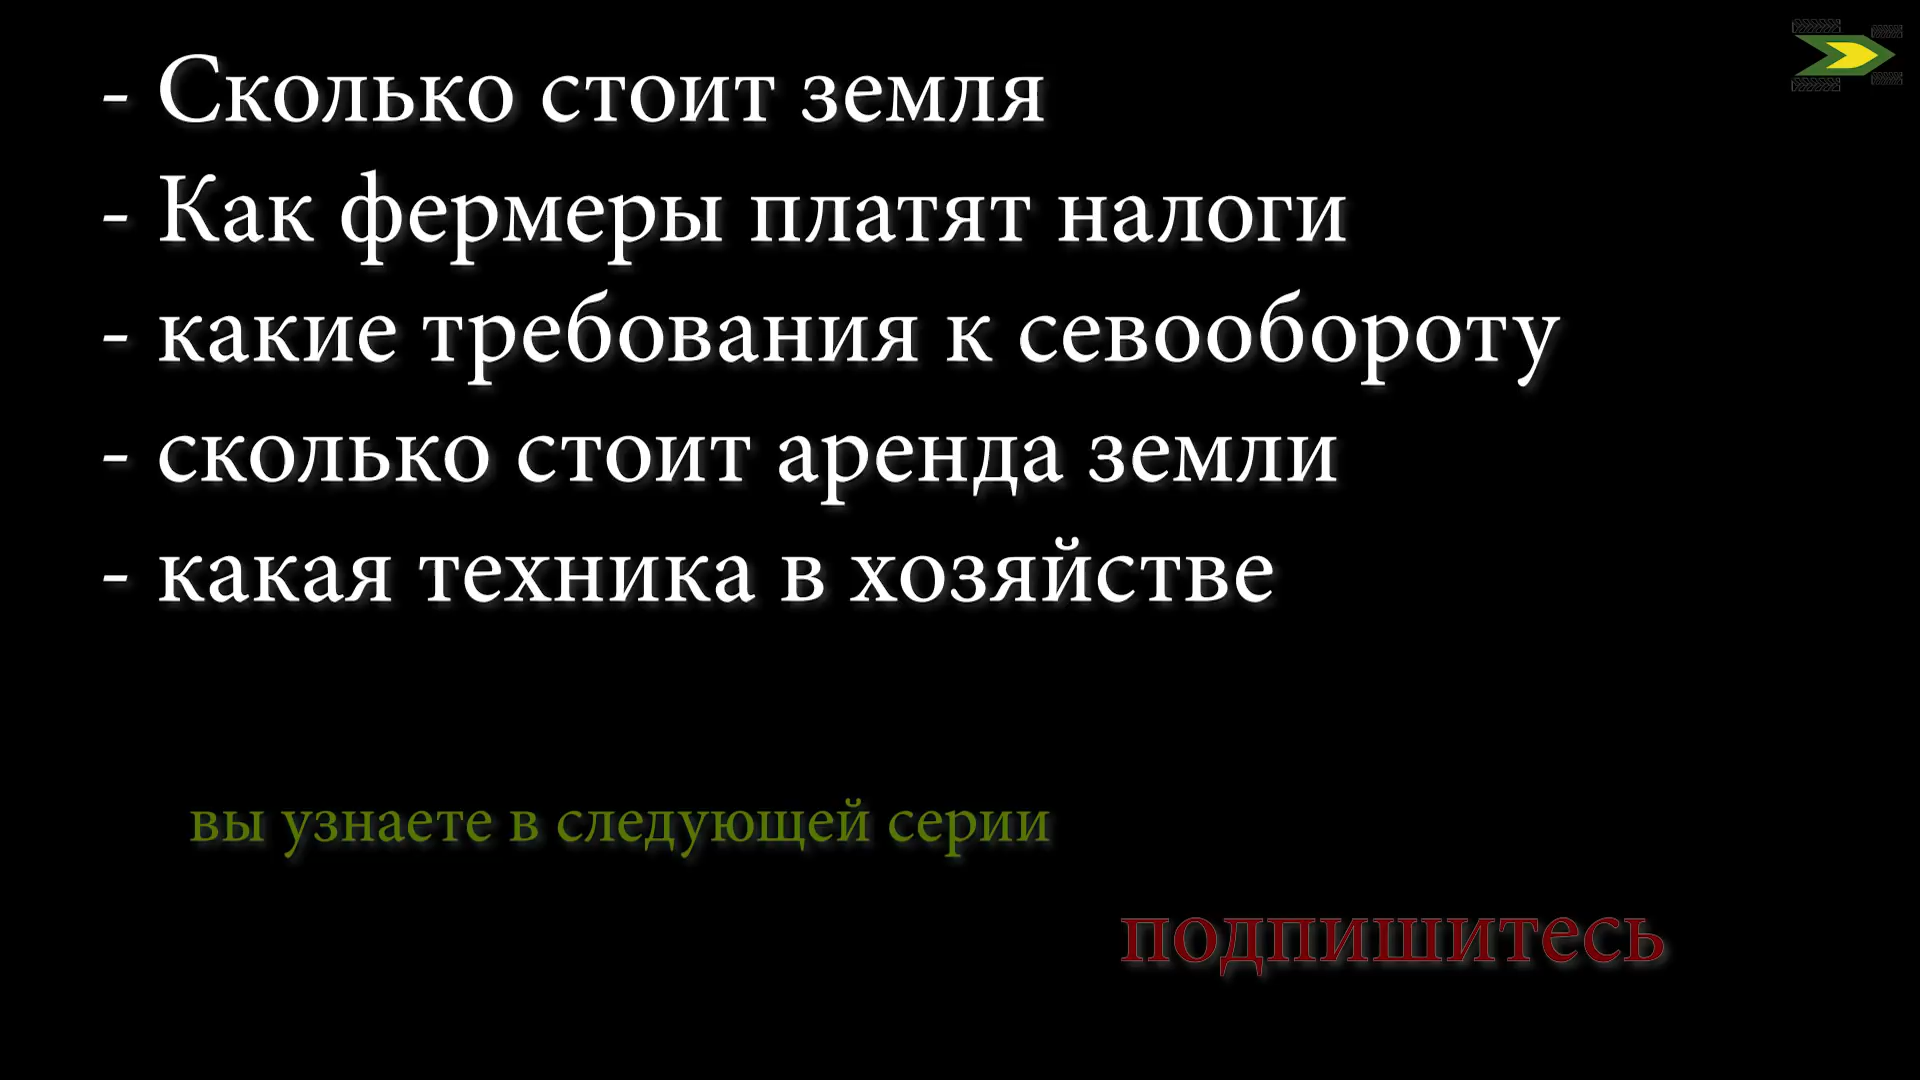 - Сколько стоит земля
- Как фермеры платят налоги
- какие требования к севообороту
- сколько стоит аренда земли
- какая техника в хозяйстве
вы узнаете в следующей серии
подпишитесь